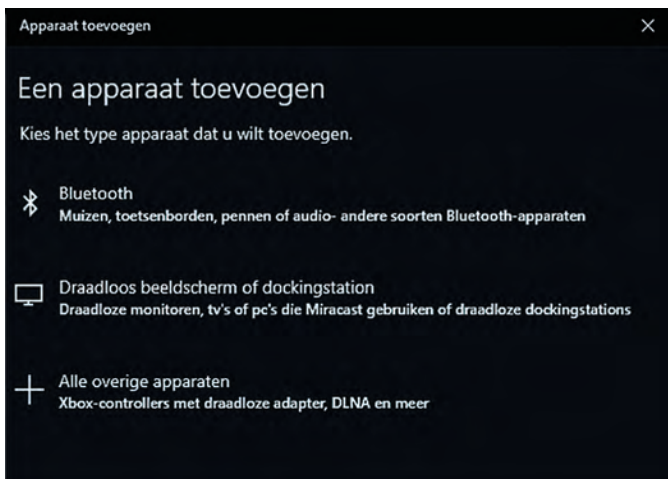 Apparaat toevoegen
Een apparaat toevoegen
Kies het type apparaat dat u wilt toevoegen.
Bluetooth
Muizen, toetsenborden, pennen of audio- andere soorten Bluetooth-apparaten
Draadloos beeldscherm of dockingstation
Draadloze monitoren, tv's of pc's die Miracast gebruiken of draadloze dockingstations
Alle overige apparaten
Xbox-controllers met draadloze adapter, DLNA en meer